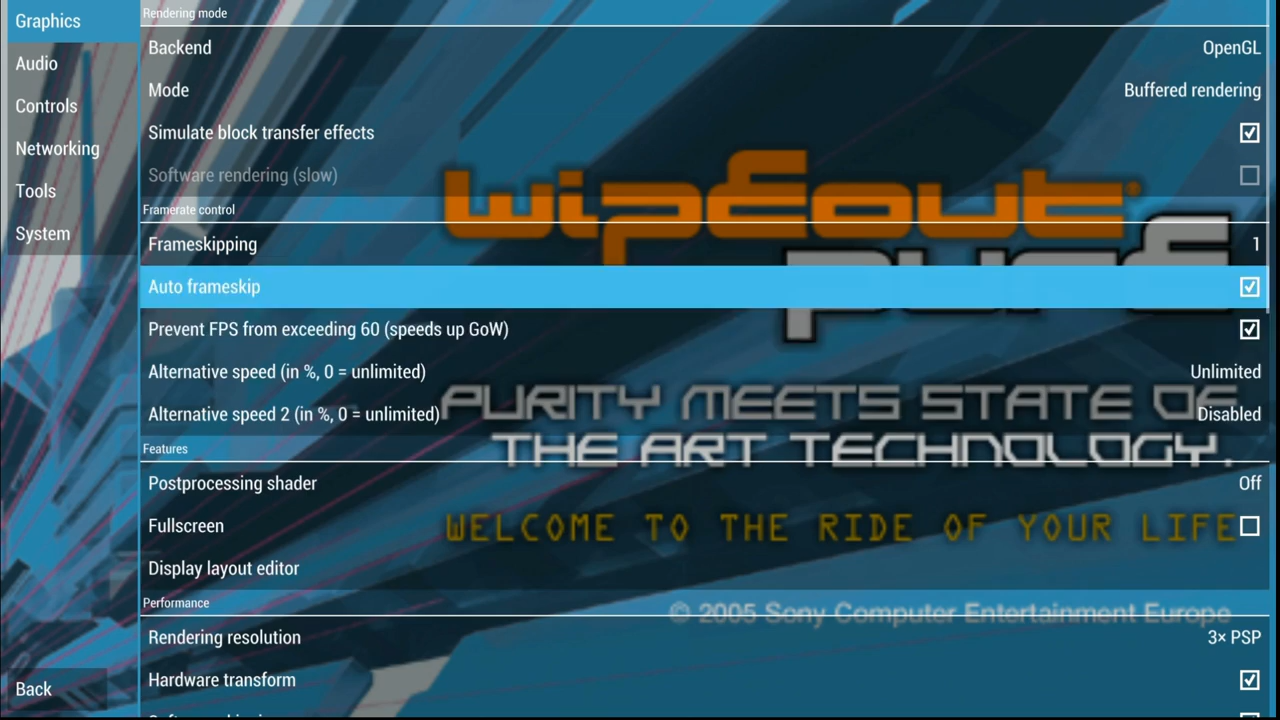 Graphics
Audio
Controls
Networking
Tools
System
Back
Rendering mode
Backend OpenGL
Mode Buffered rendering
Simulate block transfer effects
Software rendering (slow)
Framerate control
Frameskipping 1
Auto frameskip
Prevent FPS from exceeding 60 (speeds up GoW)
Alternative speed (in %, 0 = unlimited) Unlimited
Alternative speed 2 (in %, 0 = unlimited) Disabled
Features
Postprocessing shader Off
Fullscreen
Display layout editor
Performance
Rendering resolution 3× PSP
Hardware transform
wipEout®
purE
PURITY MEETS STATE OF
THE ART TECHNOLOGY.
WELCOME TO THE RIDE OF YOUR LIFE
© 2005 Sony Computer Entertainment Europe